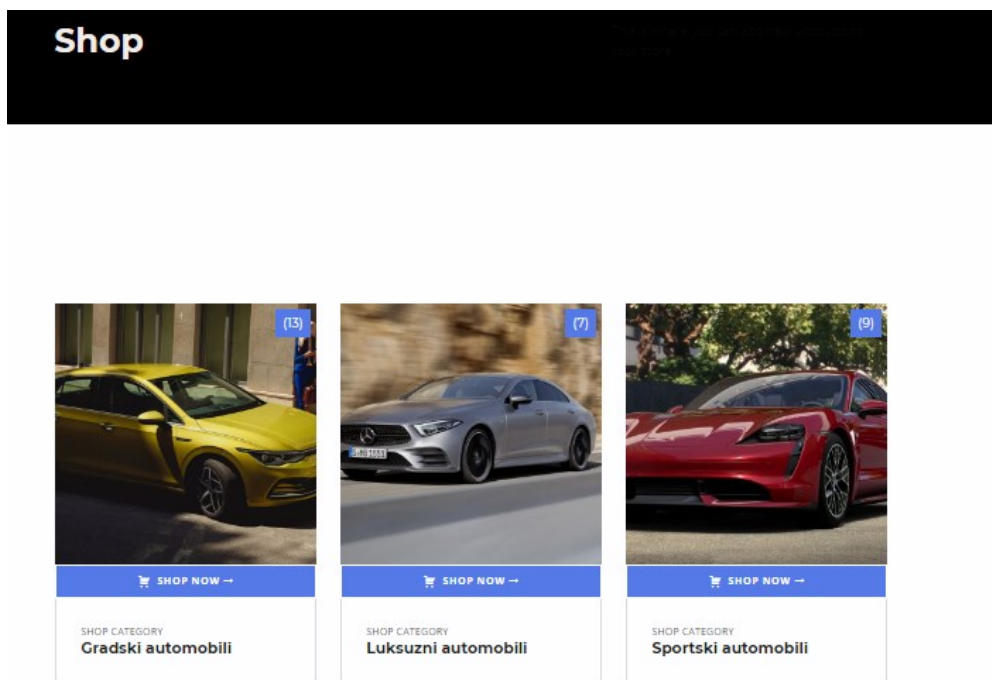 Shop
(13)
(7)
(9)
SHOP NOW →
SHOP NOW →
SHOP NOW →
SHOP CATEGORY
Gradski automobili
SHOP CATEGORY
Luksuzni automobili
SHOP CATEGORY
Sportski automobili